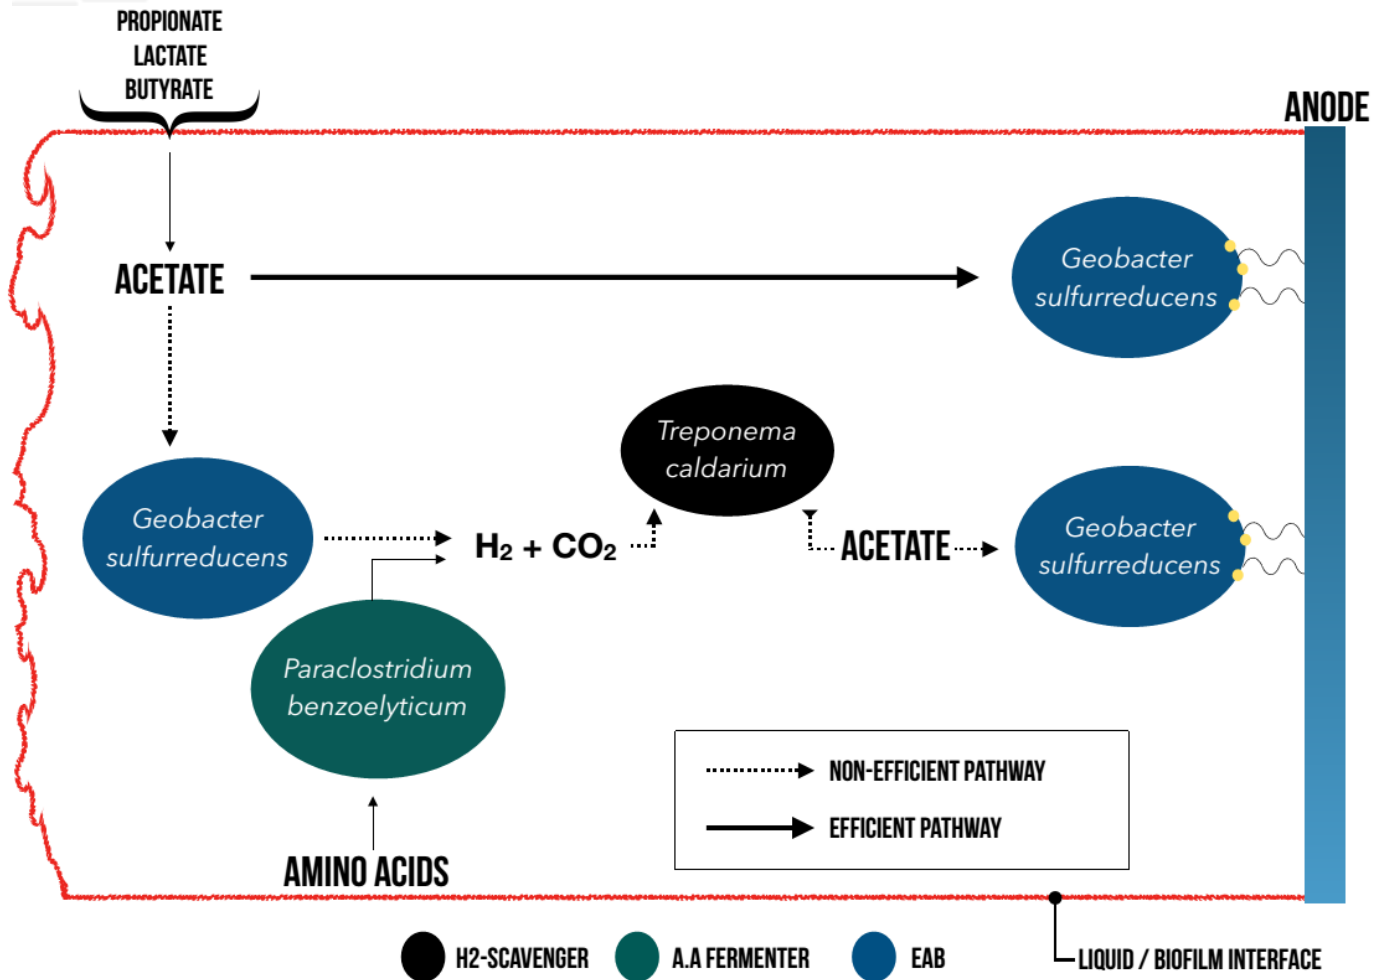 PROPIONATE
LACTATE
BUTYRATE
ANODE
ACETATE
Geobacter
sulfurreducens
Treponema
caldarium
Geobacter
sulfurreducens
H₂ + CO₂
ACETATE
Geobacter
sulfurreducens
Paraclostridium
benzoelyticum
AMINO ACIDS
NON-EFFICIENT PATHWAY
EFFICIENT PATHWAY
H2-SCAVENGER
A.A FERMENTER
EAB
LIQUID / BIOFILM INTERFACE